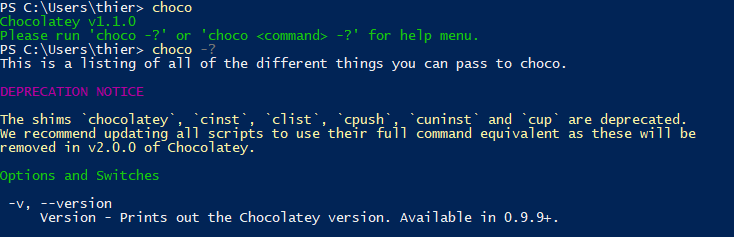 PS C:\Users\thier> choco
Chocolatey v1.1.0
Please run 'choco -?' or 'choco <command> -?' for help menu.
PS C:\Users\thier> choco -?
This is a listing of all of the different things you can pass to choco.
DEPRECATION NOTICE
The shims `chocolatey`, `cinst`, `clist`, `cpush`, `cuninst` and `cup` are deprecated.
We recommend updating all scripts to use their full command equivalent as these will be
removed in v2.0.0 of Chocolatey.
Options and Switches
-v, --version
Version - Prints out the Chocolatey version. Available in 0.9.9+.